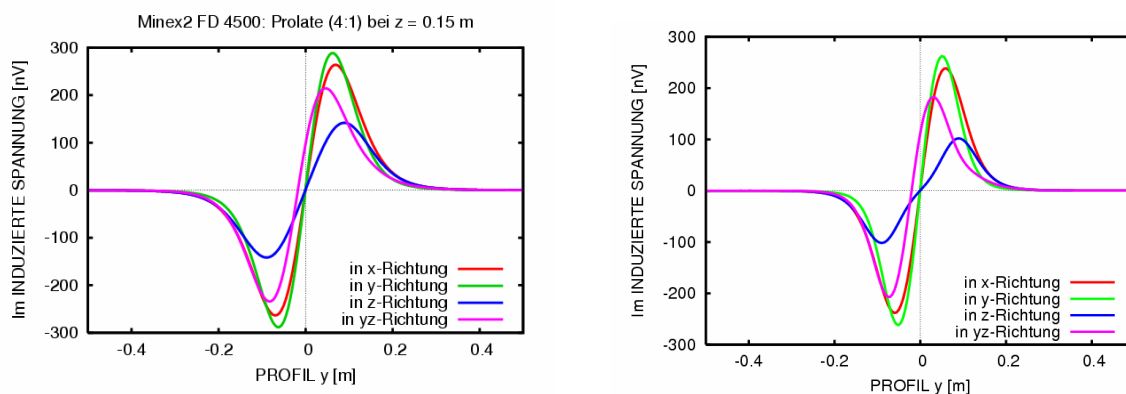 Minex2 FD 4500: Prolate (4:1) bei z = 0.15 m
Im INDUZIERTE SPANNUNG [nV]
300
200
100
0
-100
-200
-300
in x-Richtung
in y-Richtung
in z-Richtung
in yz-Richtung
-0.4
-0.2
0
0.2
0.4
PROFIL y [m]
Im INDUZIERTE SPANNUNG [nV]
300
200
100
0
-100
-200
-300
in x-Richtung
in y-Richtung
in z-Richtung
in yz-Richtung
-0.4
-0.2
0
0.2
0.4
PROFIL y [m]